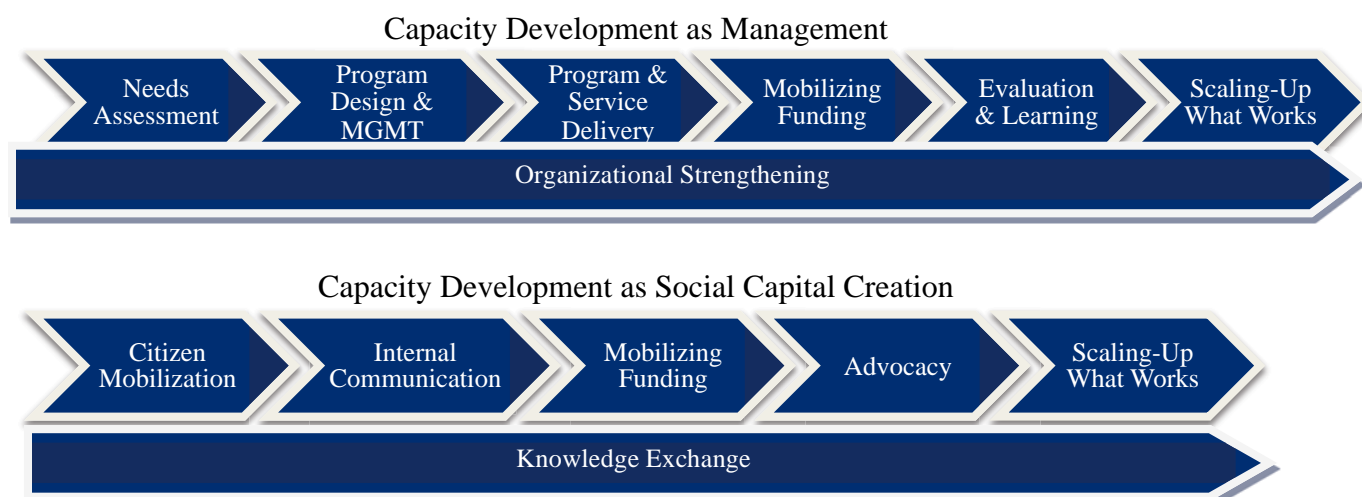 Capacity Development as Management
Needs
Assessment
Program
Design &
MGMT
Program &
Service
Delivery
Mobilizing
Funding
Evaluation
& Learning
Scaling-Up
What Works
Organizational Strengthening
Capacity Development as Social Capital Creation
Citizen
Mobilization
Internal
Communication
Mobilizing
Funding
Advocacy
Scaling-Up
What Works
Knowledge Exchange